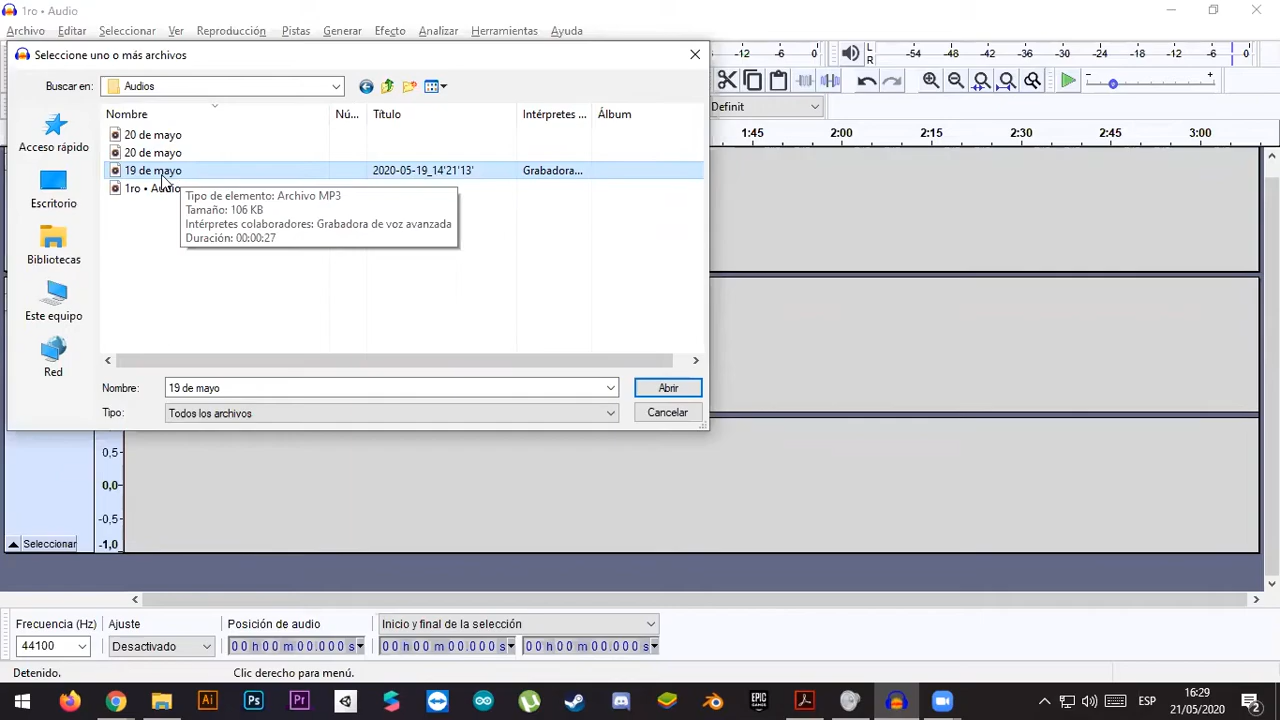 1ro • Audio
Archivo Editar Seleccionar Ver Reproducción Pistas Generar Efecto Analizar Herramientas Ayuda
Seleccione uno o más archivos
-12 -6 0
L
R
-54 -48 -42 -36 -30 -24 -18 -12 -6 0
Buscar en: Audios
Definit
Nombre Nú... Título Intérpretes ... Álbum
1:45 2:00 2:15 2:30 2:45 3:00
20 de mayo
20 de mayo
19 de mayo 2020-05-19_14'21'13' Grabadora...
1ro • Audio
Tipo de elemento: Archivo MP3
Tamaño: 106 KB
Intérpretes colaboradores: Grabadora de voz avanzada
Duración: 00:00:27
Acceso rápido
Escritorio
Bibliotecas
Este equipo
Red
Nombre: 19 de mayo Abrir
Tipo: Todos los archivos Cancelar
0,5
0,0
-0,5
-1,0
Seleccionar
Frecuencia (Hz) Ajuste Posición de audio Inicio y final de la selección
44100 Desactivado 00 h 00 m 00.000 s 00 h 00 m 00.000 s 00 h 00 m 00.000 s
Detenido. Clic derecho para menú.
Ai Ps Pr EPIC GAMES ESP 16:29
21/05/2020
2